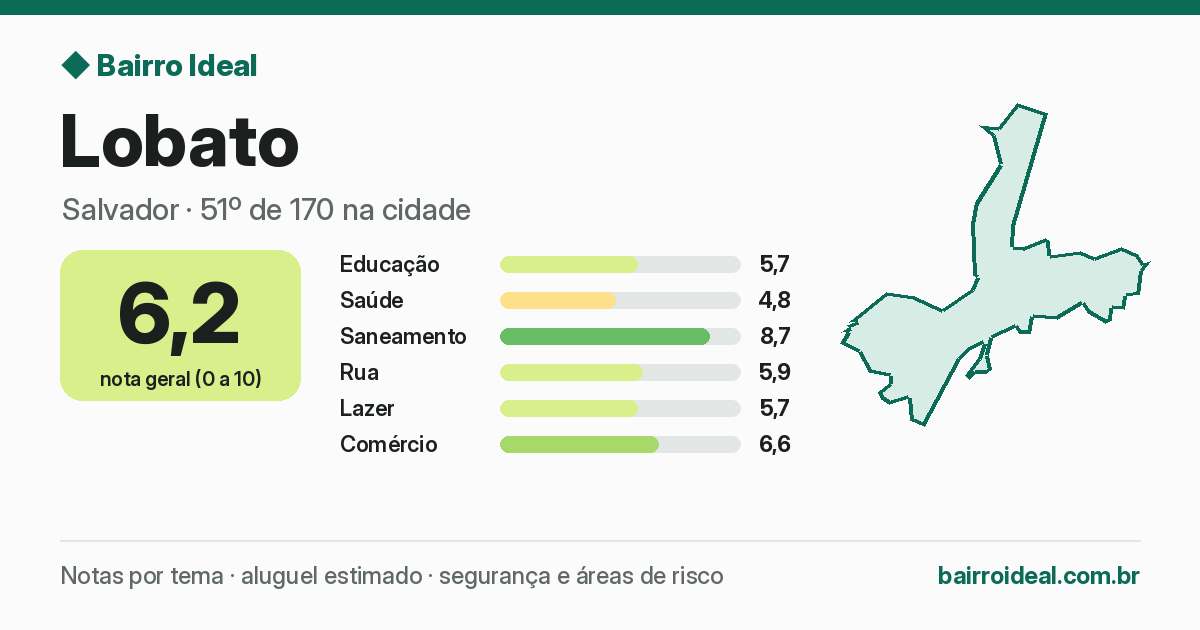 Bairro Ideal
Lobato
Salvador · 51º de 170 na cidade
6,2
nota geral (0 a 10)
Educação 5,7
Saúde 4,8
Saneamento 8,7
Rua 5,9
Lazer 5,7
Comércio 6,6
Notas por tema · aluguel estimado · segurança e áreas de risco
bairroideal.com.br